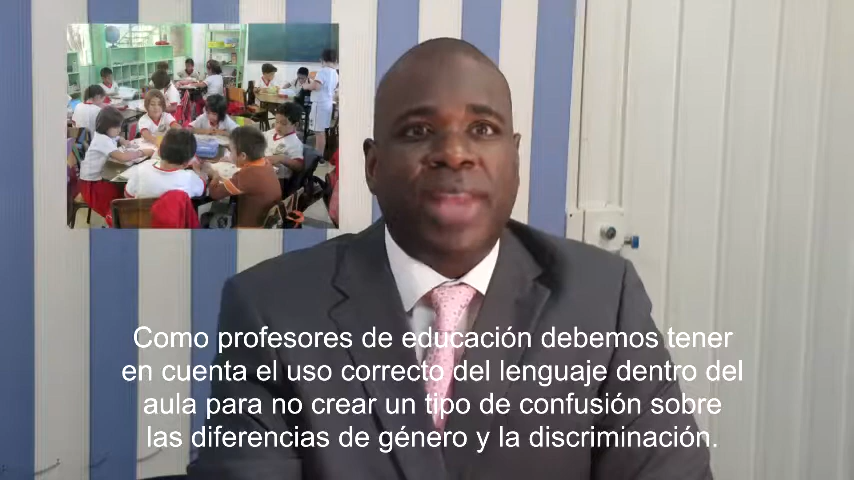 Como profesores de educación debemos tener
en cuenta el uso correcto del lenguaje dentro del
aula para no crear un tipo de confusión sobre
las diferencias de género y la discriminación.